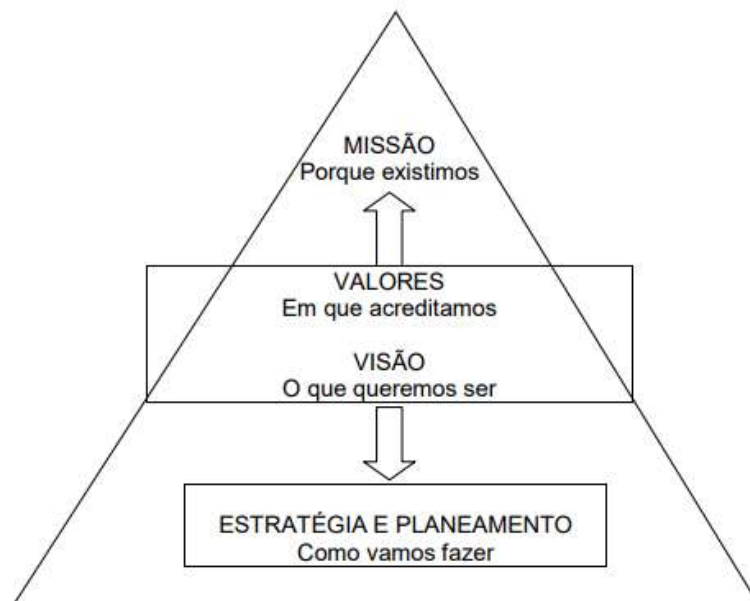 MISSÃO
Porque existimos
VALORES
Em que acreditamos
VISÃO
O que queremos ser
ESTRATÉGIA E PLANEAMENTO
Como vamos fazer